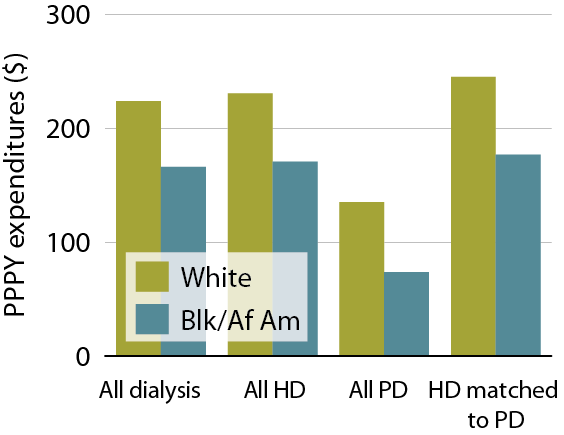 300
200
100
0
PPPY expenditures ($)
White
Blk/Af Am
All dialysis
All HD
All PD
HD matched
to PD